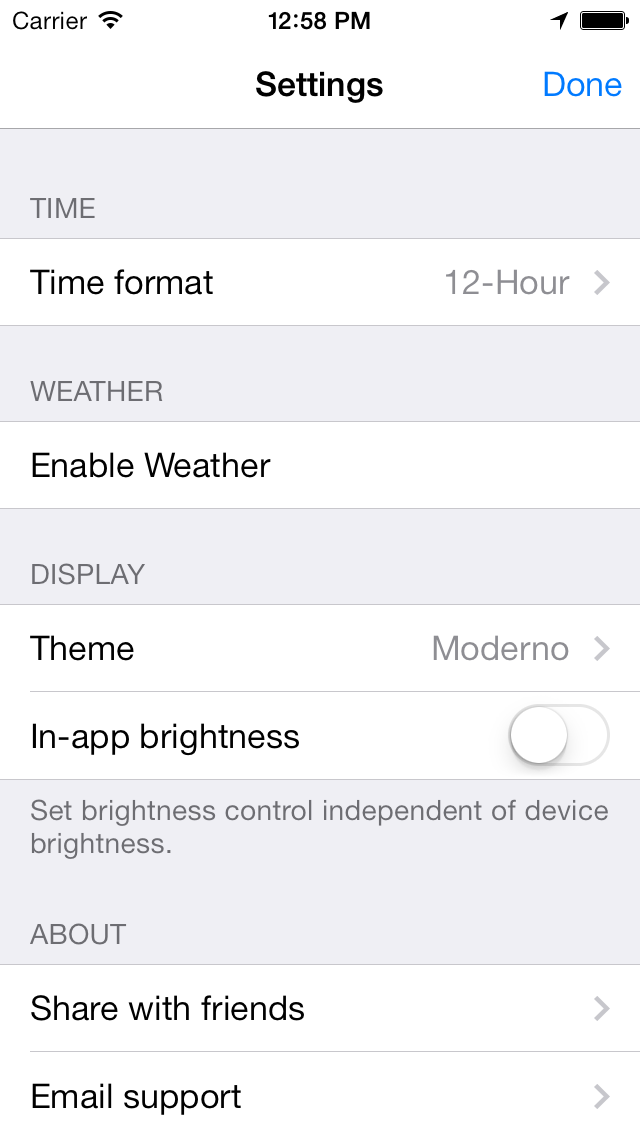 Carrier 12:58 PM
Settings Done
TIME
Time format 12-Hour
WEATHER
Enable Weather
DISPLAY
Theme Moderno
In-app brightness
Set brightness control independent of device
brightness.
ABOUT
Share with friends
Email support